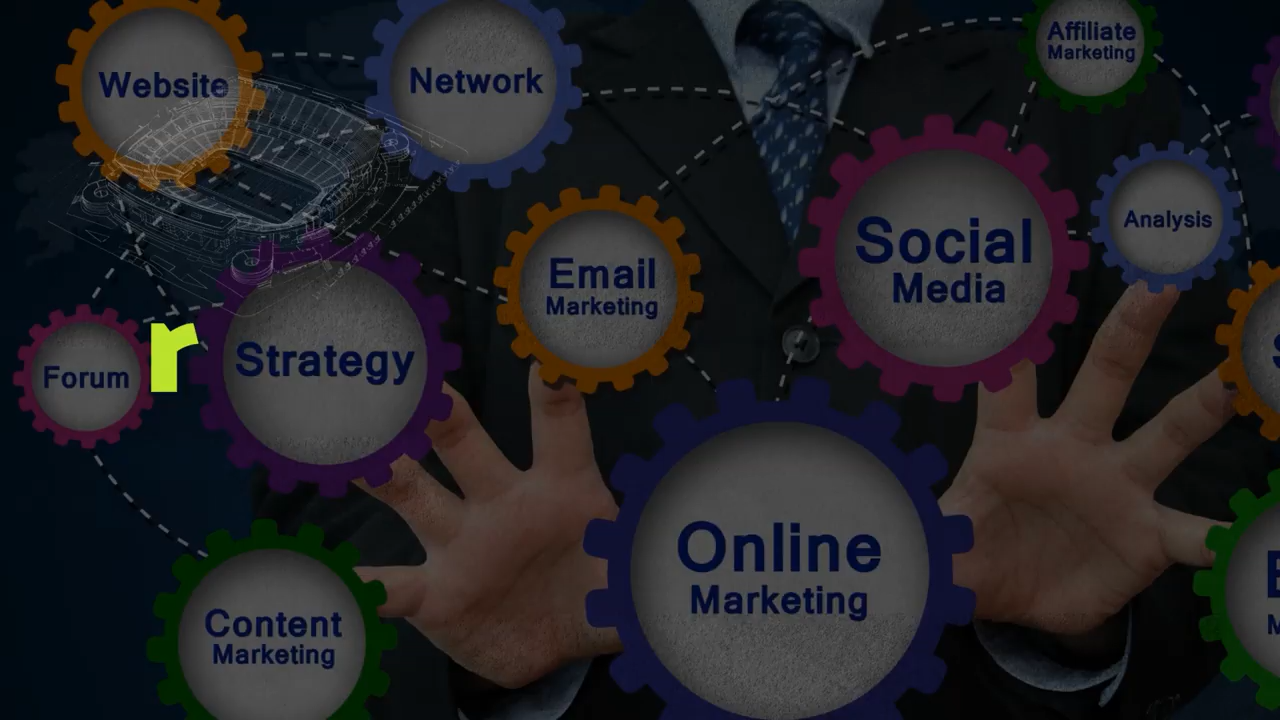 Website
Network
Affiliate
Marketing
Analysis
Email
Marketing
Social
Media
Forum
r
Strategy
Online
Marketing
Content
Marketing